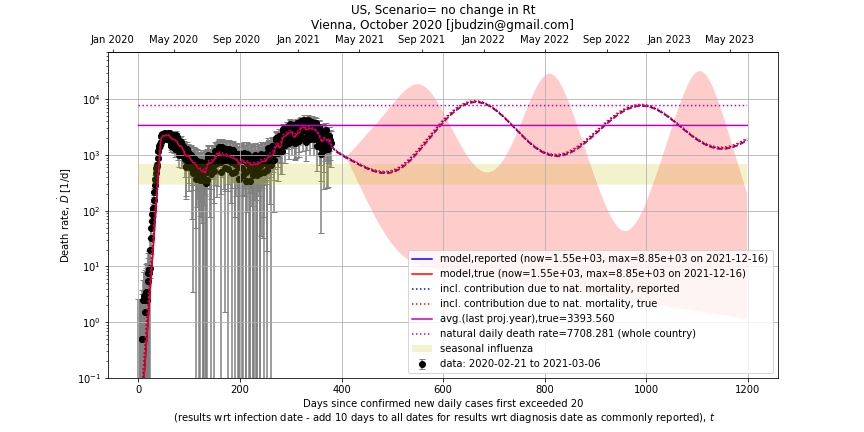 US, Scenario= no change in Rt
Vienna, October 2020 [jbudzin@gmail.com]
Jan 2020 May 2020 Sep 2020 Jan 2021 May 2021 Sep 2021 Jan 2022 May 2022 Sep 2022 Jan 2023 May 2023
Death rate, Ḋ [1/d]
10⁴
10³
10²
10¹
10⁰
10⁻¹
model,reported (now=1.55e+03, max=8.85e+03 on 2021-12-16)
model,true (now=1.55e+03, max=8.85e+03 on 2021-12-16)
incl. contribution due to nat. mortality, reported
incl. contribution due to nat. mortality, true
avg.(last proj.year),true=3393.560
natural daily death rate=7708.281 (whole country)
seasonal influenza
data: 2020-02-21 to 2021-03-06
0 200 400 600 800 1000 1200
Days since confirmed new daily cases first exceeded 20
(results wrt infection date - add 10 days to all dates for results wrt diagnosis date as commonly reported), t